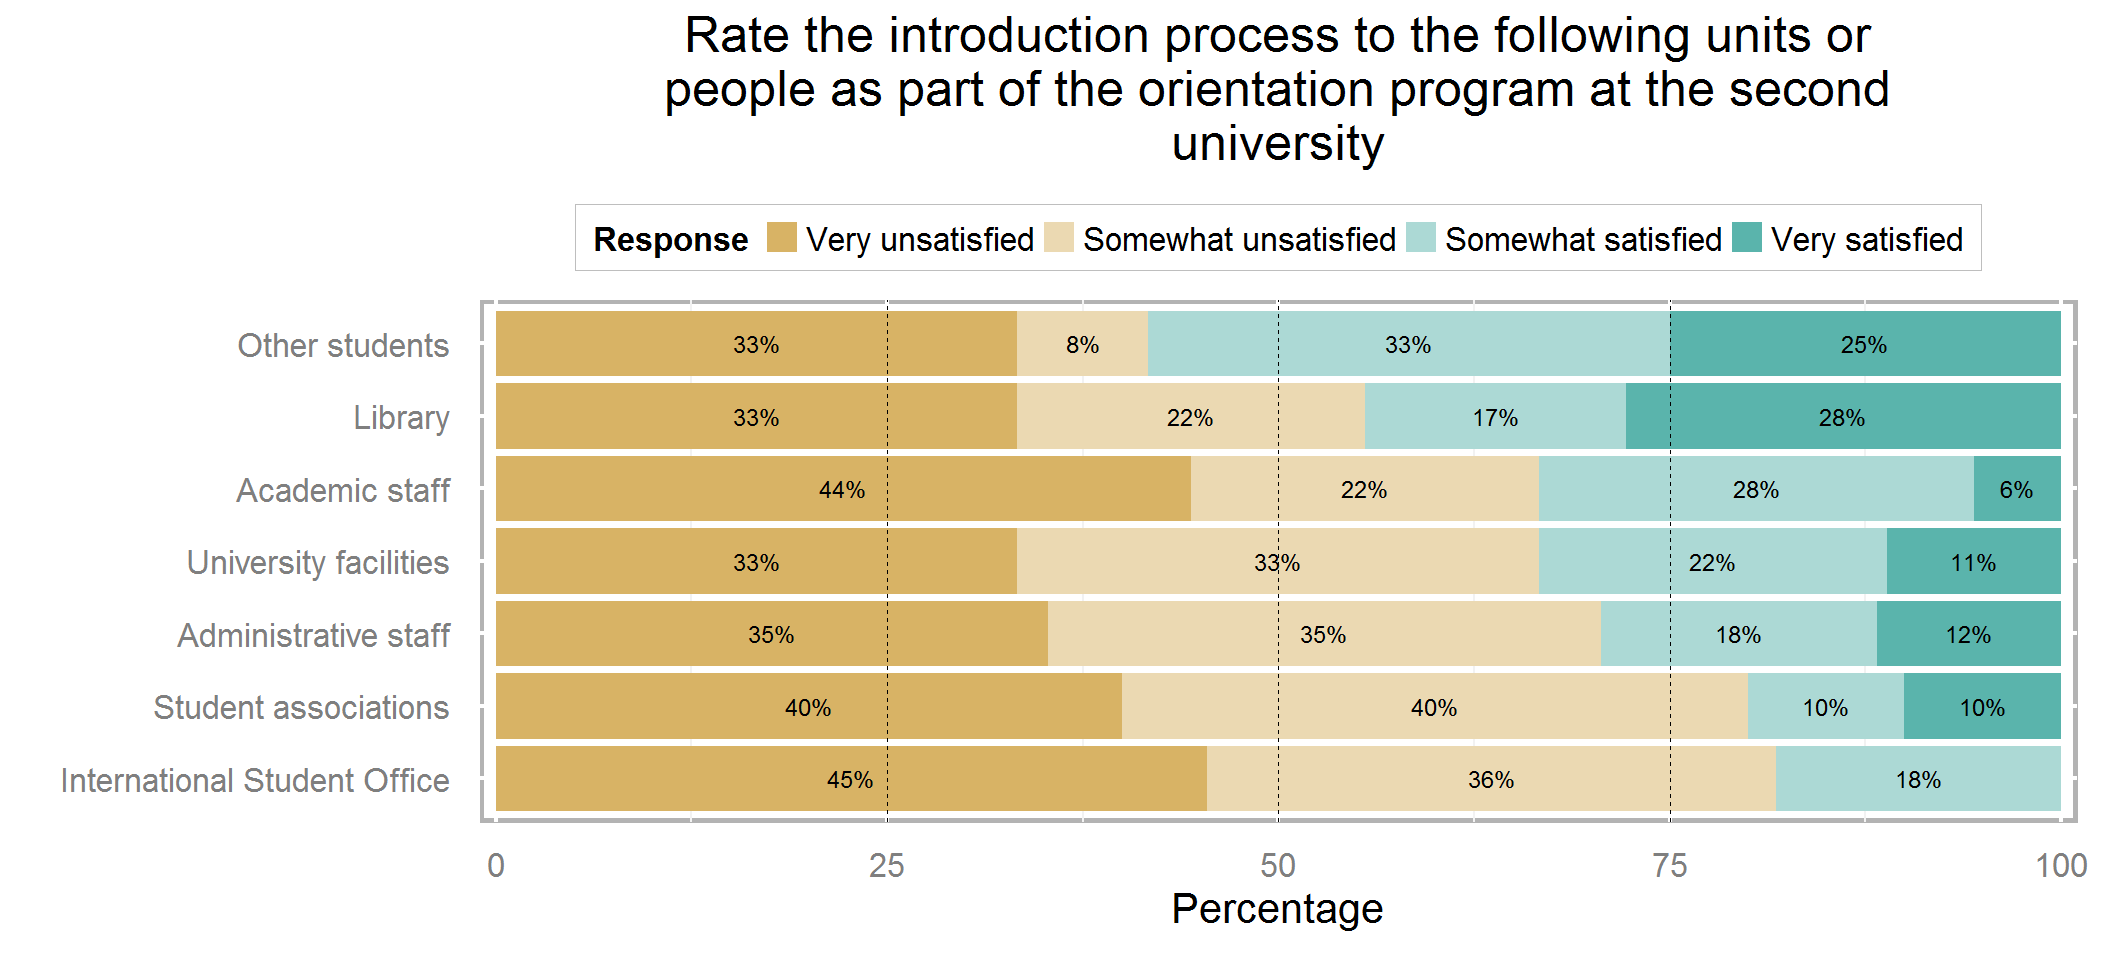 Rate the introduction process to the following units or
people as part of the orientation program at the second
university
Response Very unsatisfied Somewhat unsatisfied Somewhat satisfied Very satisfied
Other students 33% 8% 33% 25%
Library 33% 22% 17% 28%
Academic staff 44% 22% 28% 6%
University facilities 33% 33% 22% 11%
Administrative staff 35% 35% 18% 12%
Student associations 40% 40% 10% 10%
International Student Office 45% 36% 18%
0 25 50 75 100
Percentage